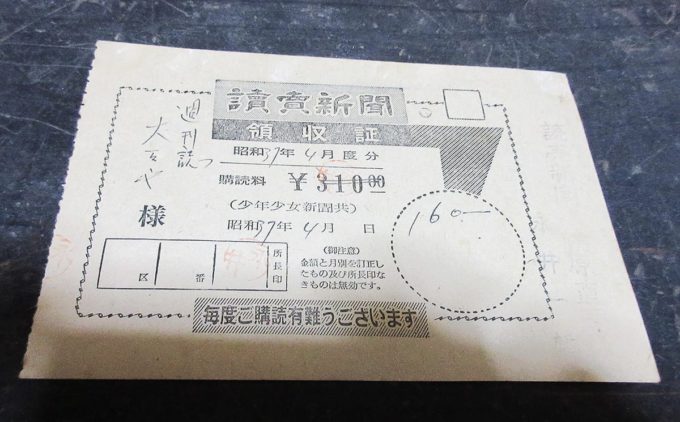 讀賣新聞
領収証
昭和37年4月度分
購読料 ¥310.00
(少年少女新聞共)
昭和37年4月 日
週刊読
様
160-
区 番 所長印
(御注意)
金額と月別を訂正し
たもの及び所長印な
きものは無効です。
毎度ご購読有難うございます